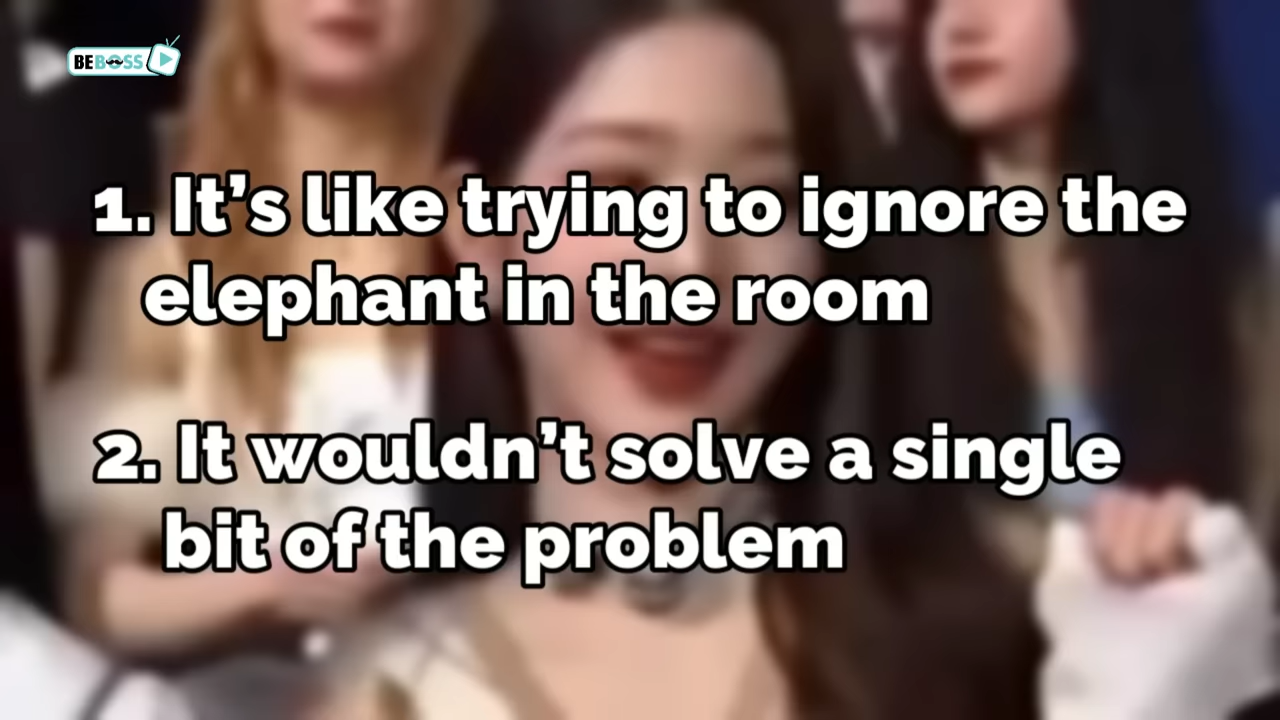 BEBOSS
1. It's like trying to ignore the
elephant in the room
2. It wouldn't solve a single
bit of the problem